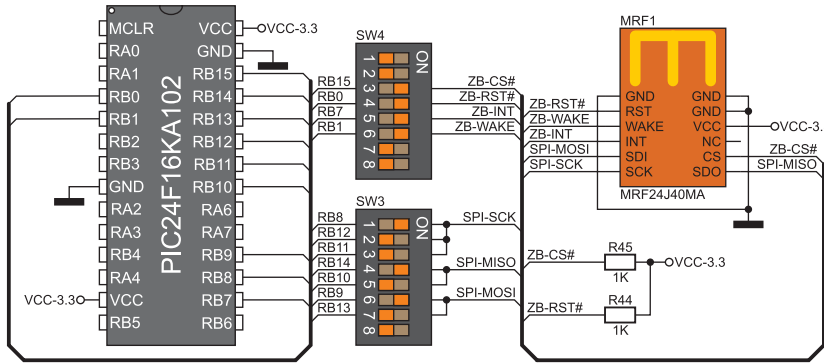 MCLR VCC VCC-3.3
RA0 GND
RA1 RB15
RB0 RB14
RB1 RB13
RB2 RB12
RB3 RB11
GND RB10
RA2 RA6
RA3 RA7
RB4 RB9
RA4 RB8
VCC-3.3 VCC RB7
RB5 RB6
PIC24F16KA102
SW4
ON
1
2
RB15 3 ZB-CS#
RB0 4 ZB-RST#
RB7 5 ZB-INT
RB1 6 ZB-WAKE
7
8
SW3
ON
RB8 1 SPI-SCK
RB12 2
RB11 3
RB14 4 SPI-MISO
RB10 5
RB9 6 SPI-MOSI
RB13 7
8
MRF1
GND GND
ZB-RST# RST GND
ZB-WAKE WAKE VCC VCC-3.
ZB-INT INT NC
SPI-MOSI SDI CS ZB-CS#
SPI-SCK SCK SDO SPI-MISO
MRF24J40MA
ZB-CS# R45 VCC-3.3
1K
ZB-RST# R44
1K